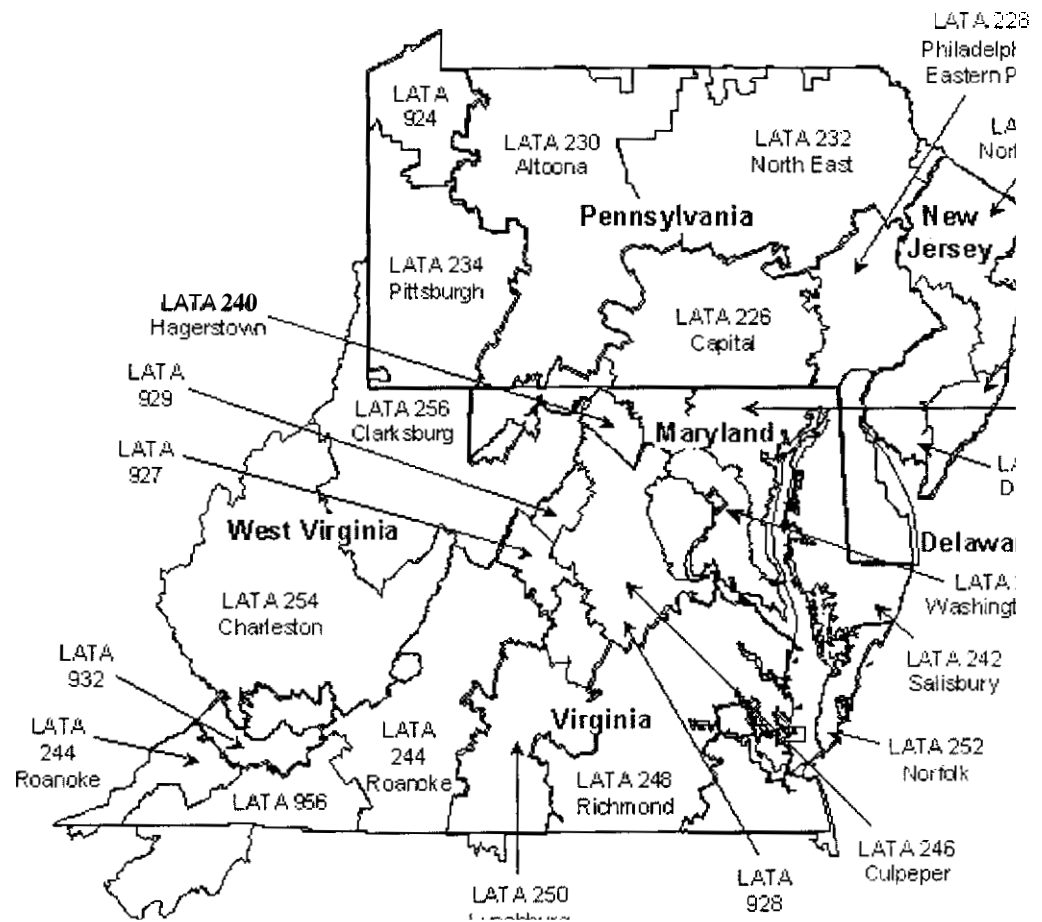 LATA 228
Philadelph
Eastern P
LATA
924
LATA 230
Altoona
LATA 232
North East
LA
Nort
Pennsylvania
New
Jersey
LATA 234
Pittsburgh
LATA 240
Hagerstown
LATA 226
Capital
LATA
929
LATA 256
Clarksburg
Maryland
LATA
927
LA
D
West Virginia
Delawa
LATA
Washingt
LATA 254
Charleston
LATA
932
LATA 242
Salisbury
LATA
244
Roanoke
LATA
244
Roanoke
Virginia
LATA 252
Norfolk
LATA 956
LATA 248
Richmond
LATA 246
Culpeper
LATA 250
Lynchburg
LATA
928